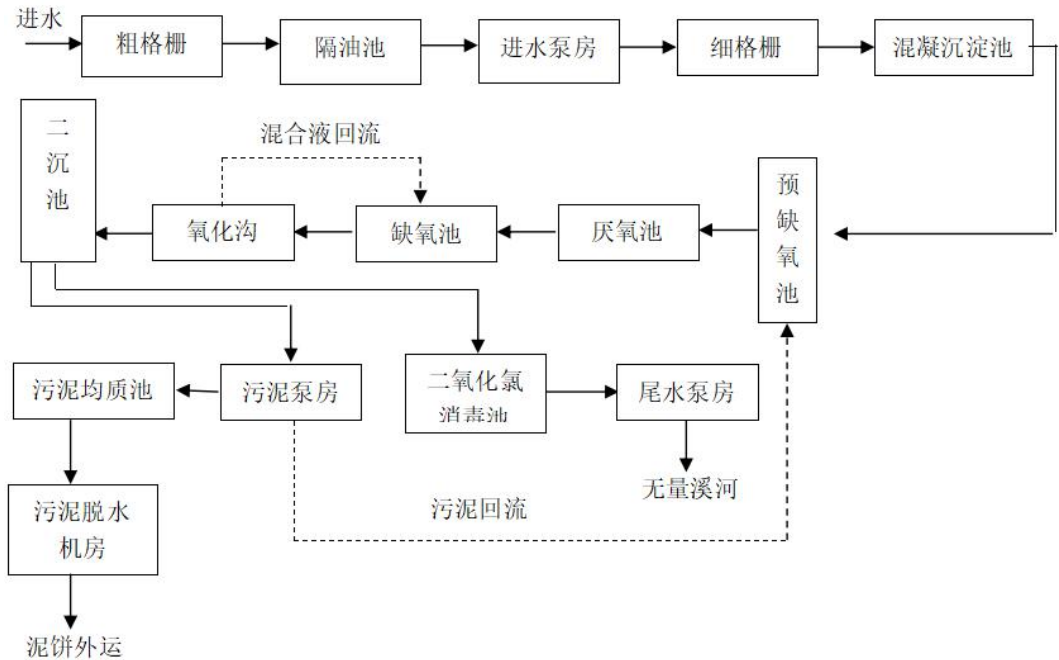 进水
粗格栅
隔油池
进水泵房
细格栅
混凝沉淀池
二
沉
池
混合液回流
氧化沟
缺氧池
厌氧池
预
缺
氧
池
污泥均质池
污泥泵房
二氧化氯
消毒池
尾水泵房
无量溪河
污泥回流
污泥脱水
机房
泥饼外运